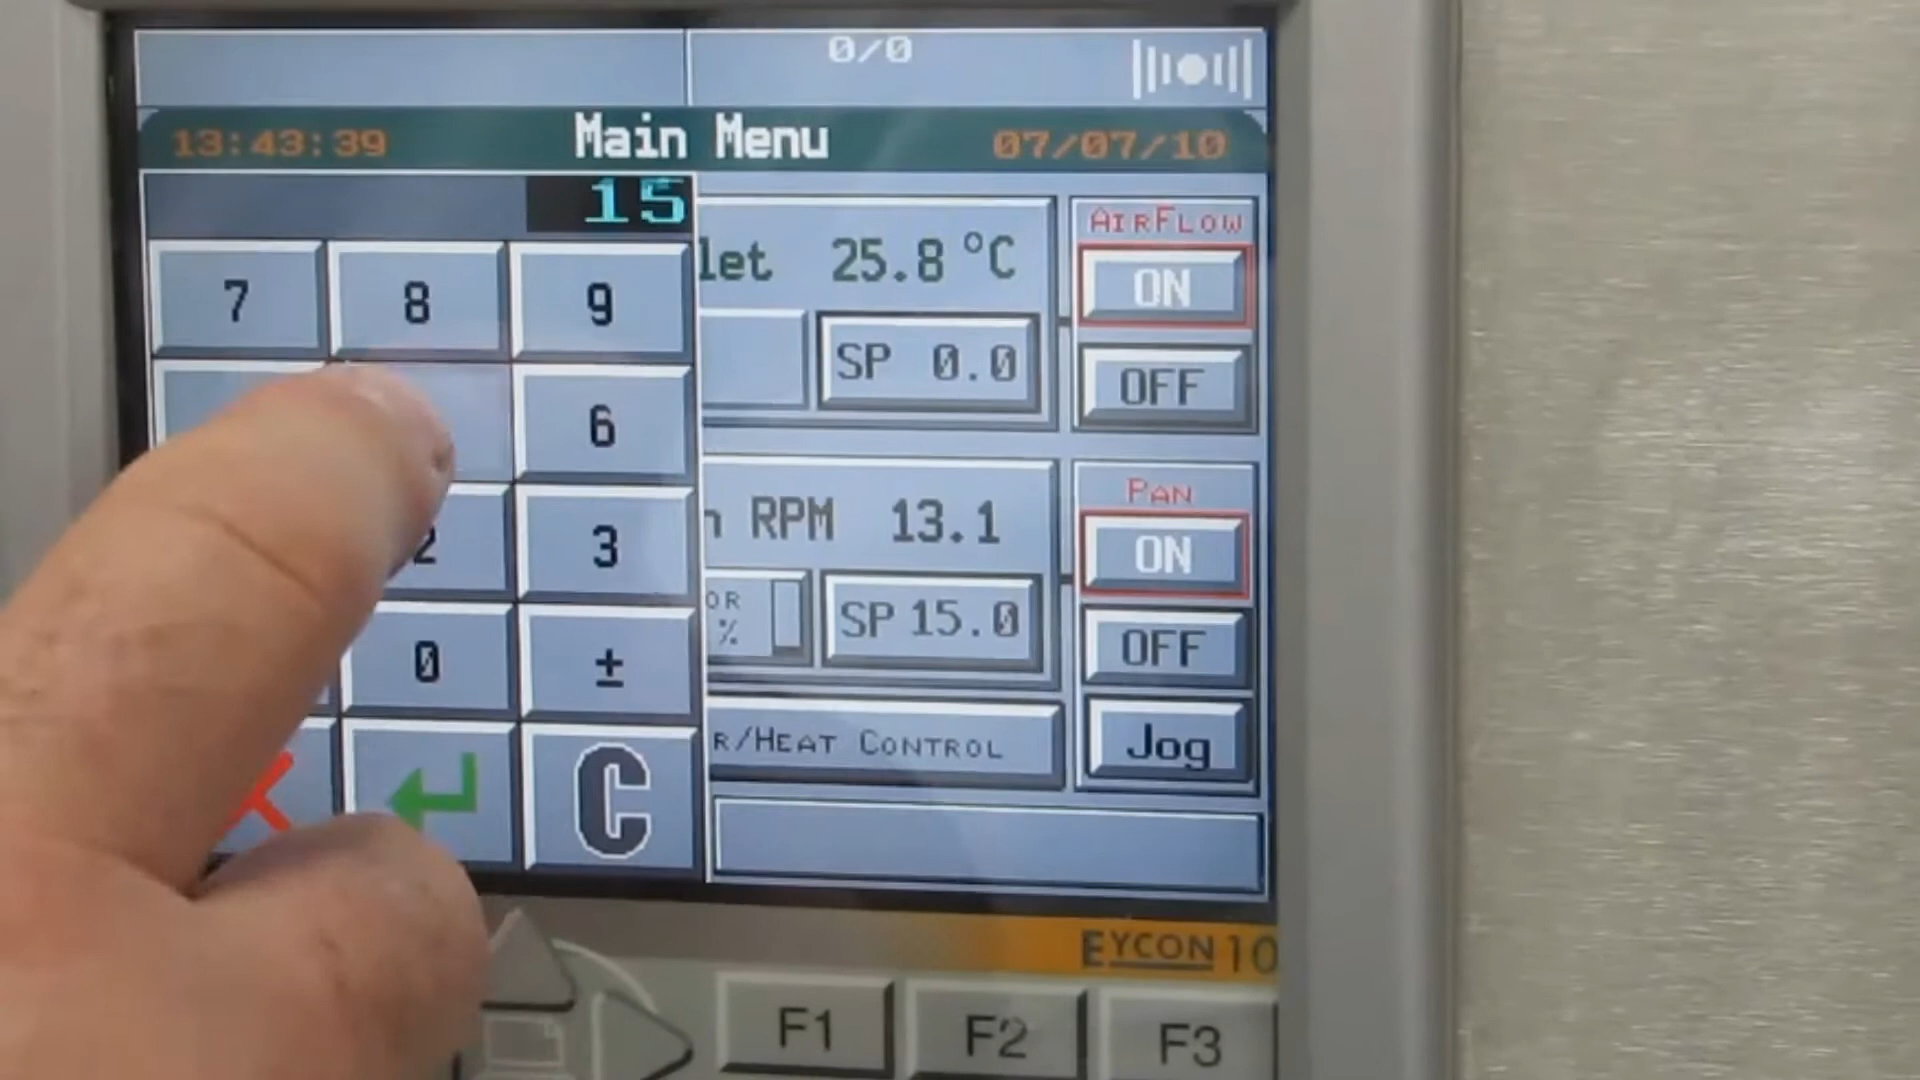 0/0
13:43:39 Main Menu 07/07/10
15
7 8 9
6
2 3
0 ±
C
let 25.8 °C
SP 0.0
AIRFLOW
ON
OFF
RPM 13.1
OR
%
SP 15.0
PAN
ON
OFF
Jog
R/HEAT CONTROL
EYCON 10
F1 F2 F3